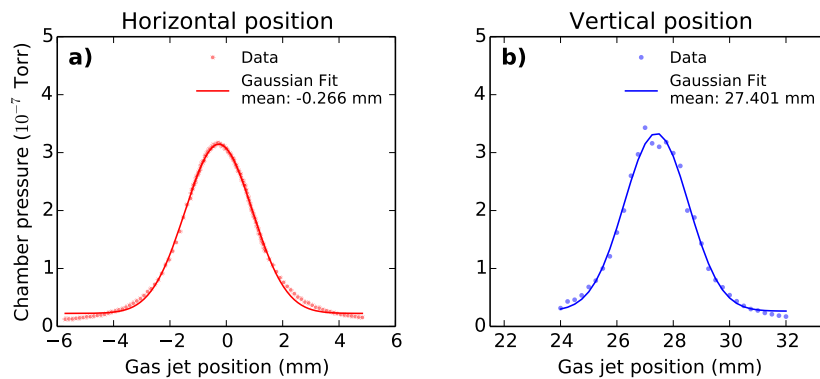 Horizontal position
a)
Data
Gaussian Fit
mean: -0.266 mm
Chamber pressure (10⁻⁷ Torr)
5
4
3
2
1
0
−6 −4 −2 0 2 4 6
Gas jet position (mm)
Vertical position
b)
Data
Gaussian Fit
mean: 27.401 mm
5
4
3
2
1
0
22 24 26 28 30 32
Gas jet position (mm)